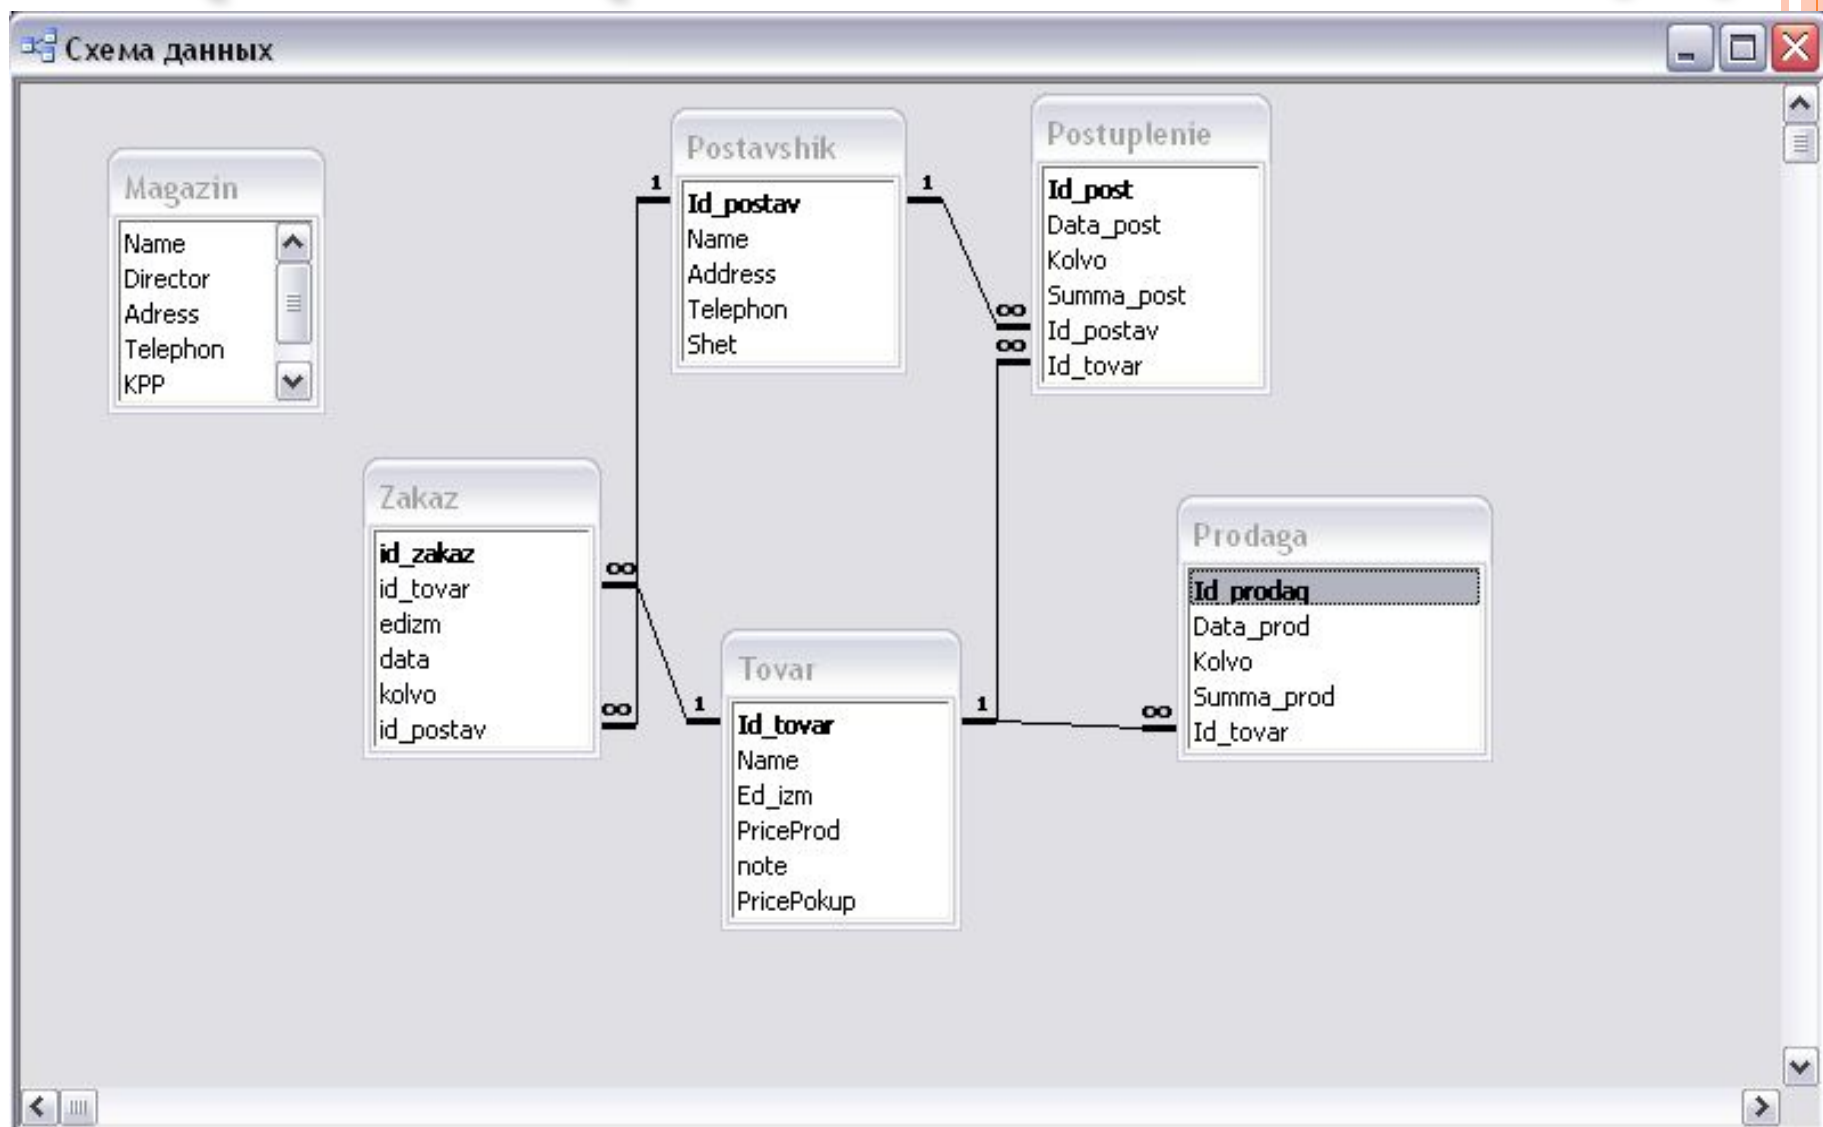 Схема данных
Magazin
Name
Director
Adress
Telephon
KPP
Postavshik
Id_postav
Name
Address
Telephon
Shet
Postuplenie
Id_post
Data_post
Kolvo
Summa_post
Id_postav
Id_tovar
1
1
∞
∞
Zakaz
id_zakaz
id_tovar
edizm
data
kolvo
id_postav
∞
∞
Tovar
Id_tovar
Name
Ed_izm
PriceProd
note
PricePokup
1
1
∞
Prodaga
Id_prodaq
Data_prod
Kolvo
Summa_prod
Id_tovar